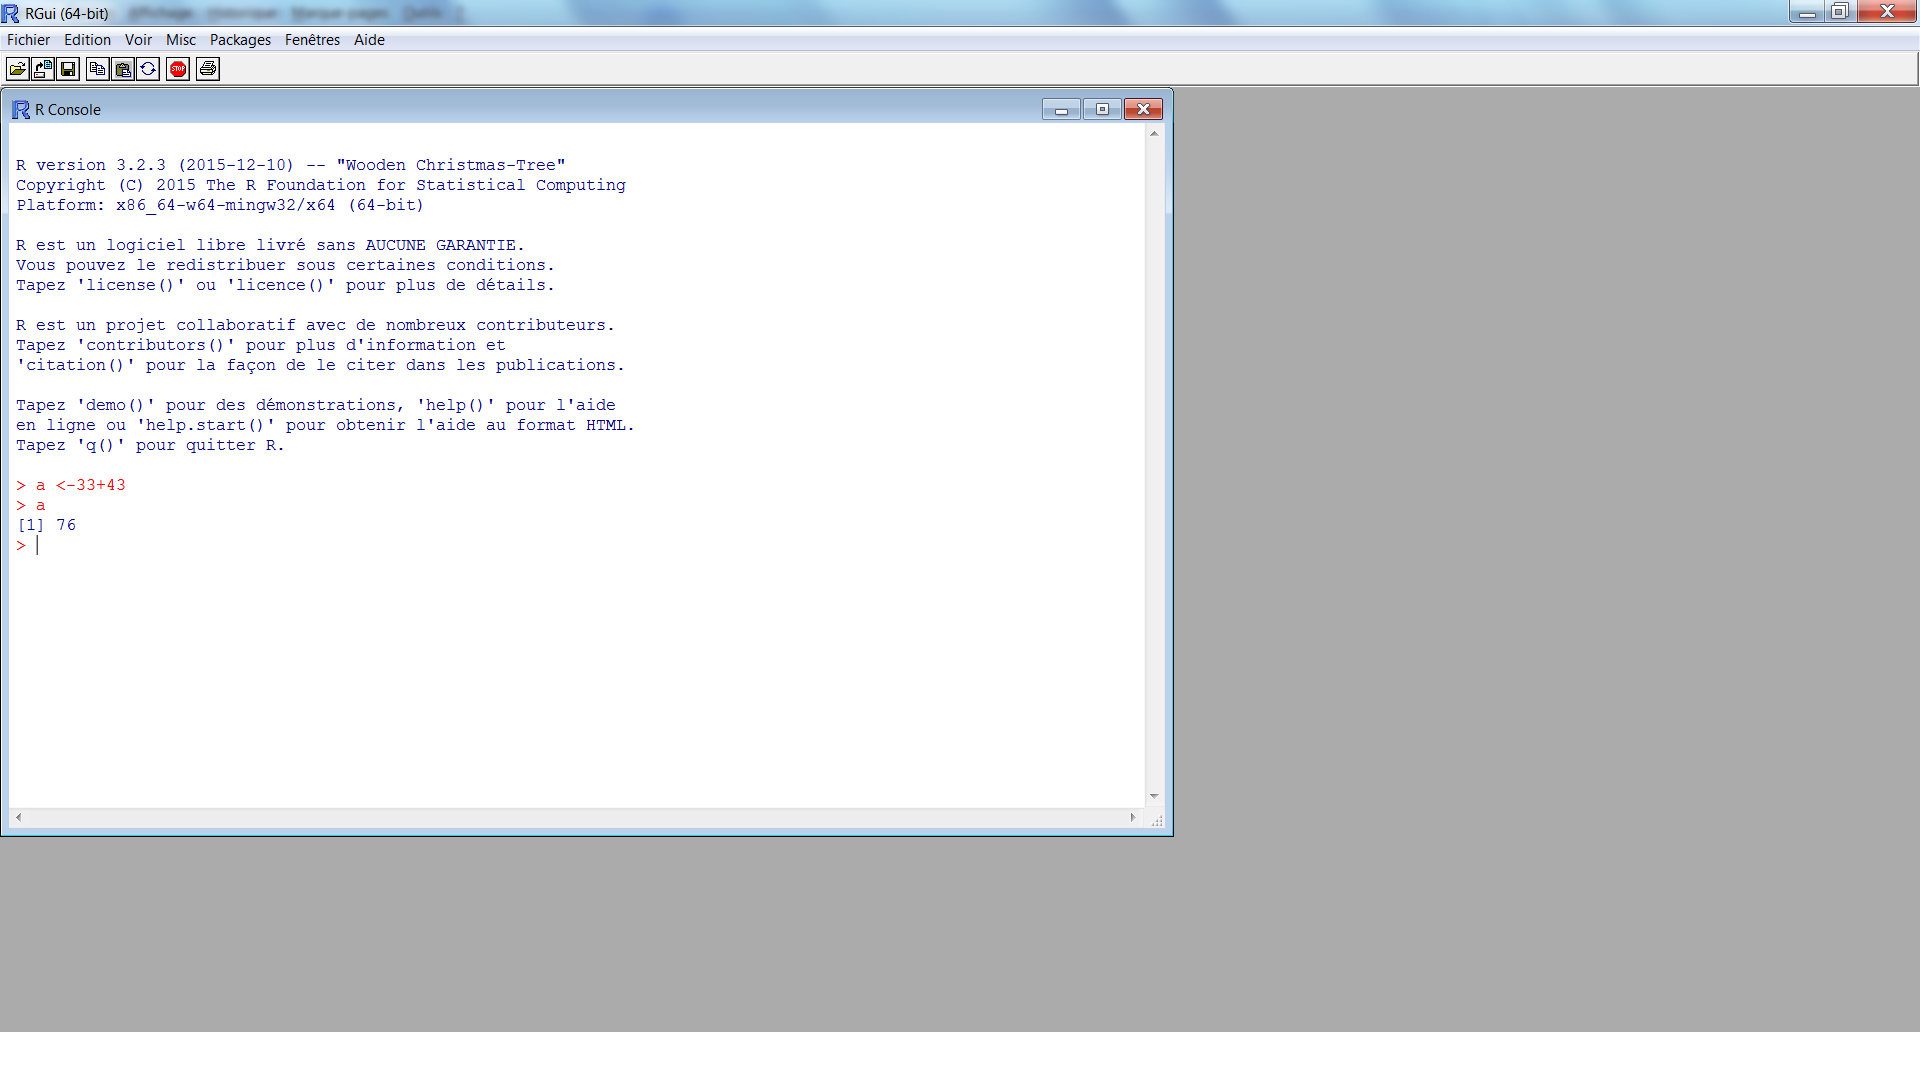 RGui (64-bit)
Fichier Edition Voir Misc Packages Fenêtres Aide
STOP
R Console
R version 3.2.3 (2015-12-10) -- "Wooden Christmas-Tree"
Copyright (C) 2015 The R Foundation for Statistical Computing
Platform: x86_64-w64-mingw32/x64 (64-bit)
R est un logiciel libre livré sans AUCUNE GARANTIE.
Vous pouvez le redistribuer sous certaines conditions.
Tapez 'license()' ou 'licence()' pour plus de détails.
R est un projet collaboratif avec de nombreux contributeurs.
Tapez 'contributors()' pour plus d'information et
'citation()' pour la façon de le citer dans les publications.
Tapez 'demo()' pour des démonstrations, 'help()' pour l'aide
en ligne ou 'help.start()' pour obtenir l'aide au format HTML.
Tapez 'q()' pour quitter R.
> a <-33+43
> a
[1] 76
>